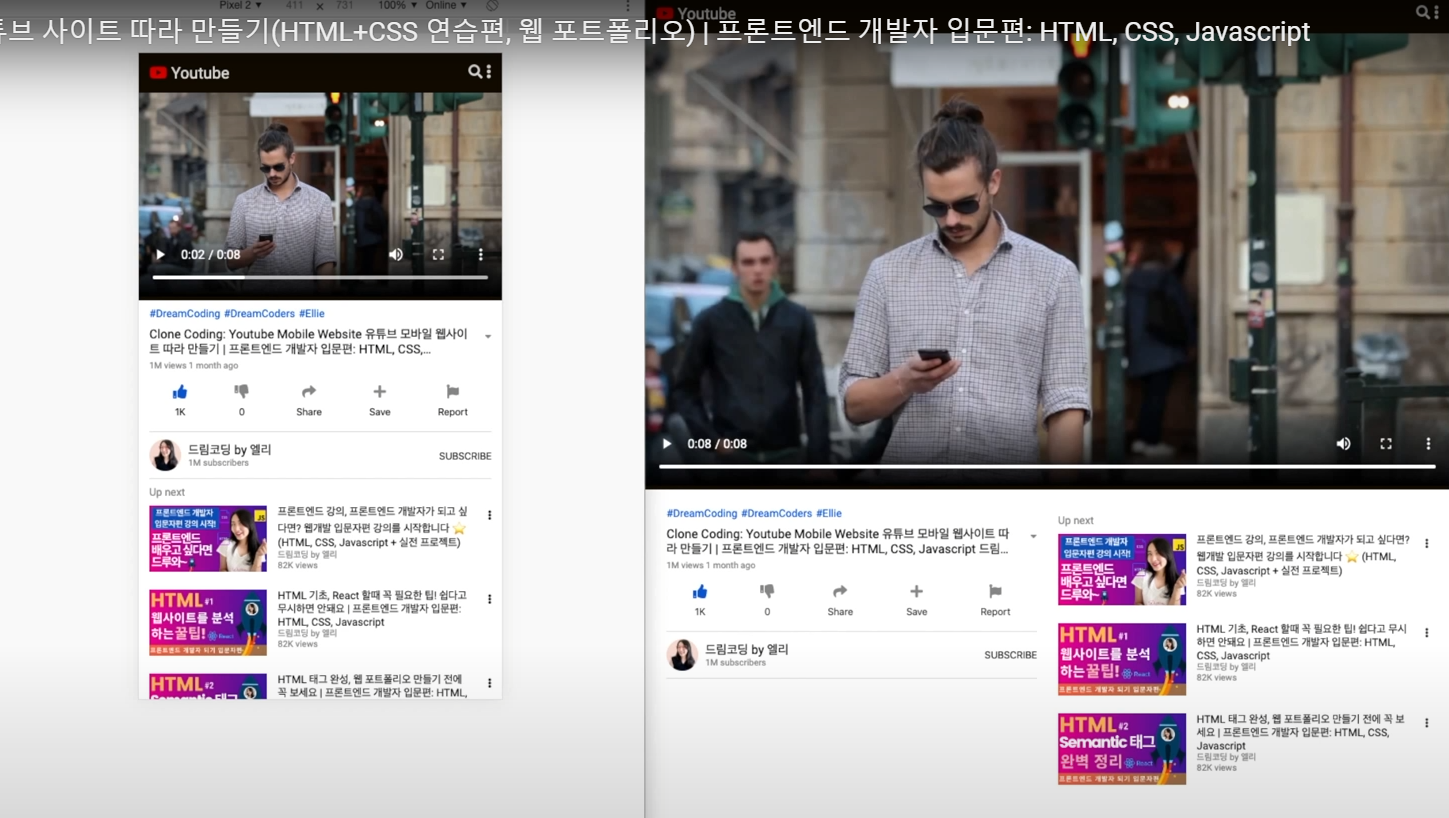 Pixel 2 ▼ 411 × 731 100% ▼ Online ▼
튜브 사이트 따라 만들기(HTML+CSS 연습편, 웹 포트폴리오) | 프론트엔드 개발자 입문편: HTML, CSS, Javascript
Youtube
0:02 / 0:08
#DreamCoding #DreamCoders #Ellie
Clone Coding: Youtube Mobile Website 유튜브 모바일 웹사이
트 따라 만들기 | 프론트엔드 개발자 입문편: HTML, CSS,...
1M views 1 month ago
1K 0 Share Save Report
드림코딩 by 엘리
1M subscribers
SUBSCRIBE
Up next
프론트엔드 개발자
입문자편 강의 시작!
JS
프론트엔드
배우고 싶다면
드루와~
프론트엔드 강의, 프론트엔드 개발자가 되고 싶
다면? 웹개발 입문자편 강의를 시작합니다 ⭐
(HTML, CSS, Javascript + 실전 프로젝트)
드림코딩 by 엘리
82K views
HTML #1
웹사이트를 분석
하는 꿀팁! React
프론트엔드 개발자 되기 입문자편
HTML 기초, React 할때 꼭 필요한 팁! 쉽다고
무시하면 안돼요 | 프론트엔드 개발자 입문편:
HTML, CSS, Javascript
드림코딩 by 엘리
82K views
HTML #2
Semantic 태그
HTML 태그 완성, 웹 포트폴리오 만들기 전에
꼭 보세요 | 프론트엔드 개발자 입문편: HTML,
Youtube
0:08 / 0:08
#DreamCoding #DreamCoders #Ellie
Clone Coding: Youtube Mobile Website 유튜브 모바일 웹사이트 따
라 만들기 | 프론트엔드 개발자 입문편: HTML, CSS, Javascript 드림...
1M views 1 month ago
1K 0 Share Save Report
드림코딩 by 엘리
1M subscribers
SUBSCRIBE
Up next
프론트엔드 개발자
입문자편 강의 시작!
JS
프론트엔드
배우고 싶다면
드루와~
프론트엔드 강의, 프론트엔드 개발자가 되고 싶다면?
웹개발 입문자편 강의를 시작합니다 ⭐ (HTML,
CSS, Javascript + 실전 프로젝트)
드림코딩 by 엘리
82K views
HTML #1
웹사이트를 분석
하는 꿀팁! React
프론트엔드 개발자 되기 입문자편
HTML 기초, React 할때 꼭 필요한 팁! 쉽다고 무시
하면 안돼요 | 프론트엔드 개발자 입문편: HTML,
CSS, Javascript
드림코딩 by 엘리
82K views
HTML #2
Semantic 태그
완벽 정리 React
프론트엔드 개발자 되기 입문자편
HTML 태그 완성, 웹 포트폴리오 만들기 전에 꼭 보
세요 | 프론트엔드 개발자 입문편: HTML, CSS,
Javascript
드림코딩 by 엘리
82K views